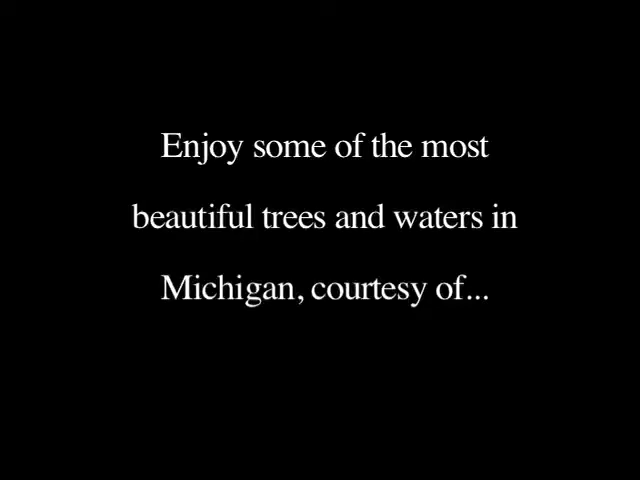 Enjoy some of the most
beautiful trees and waters in
Michigan, courtesy of...